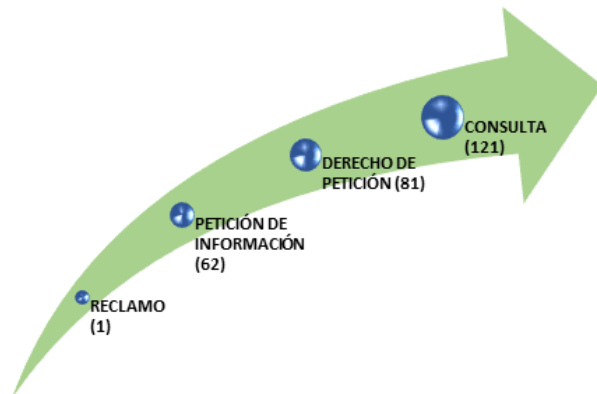 CONSULTA
(121)
DERECHO DE
PETICIÓN (81)
PETICIÓN DE
INFORMACIÓN
(62)
RECLAMO
(1)